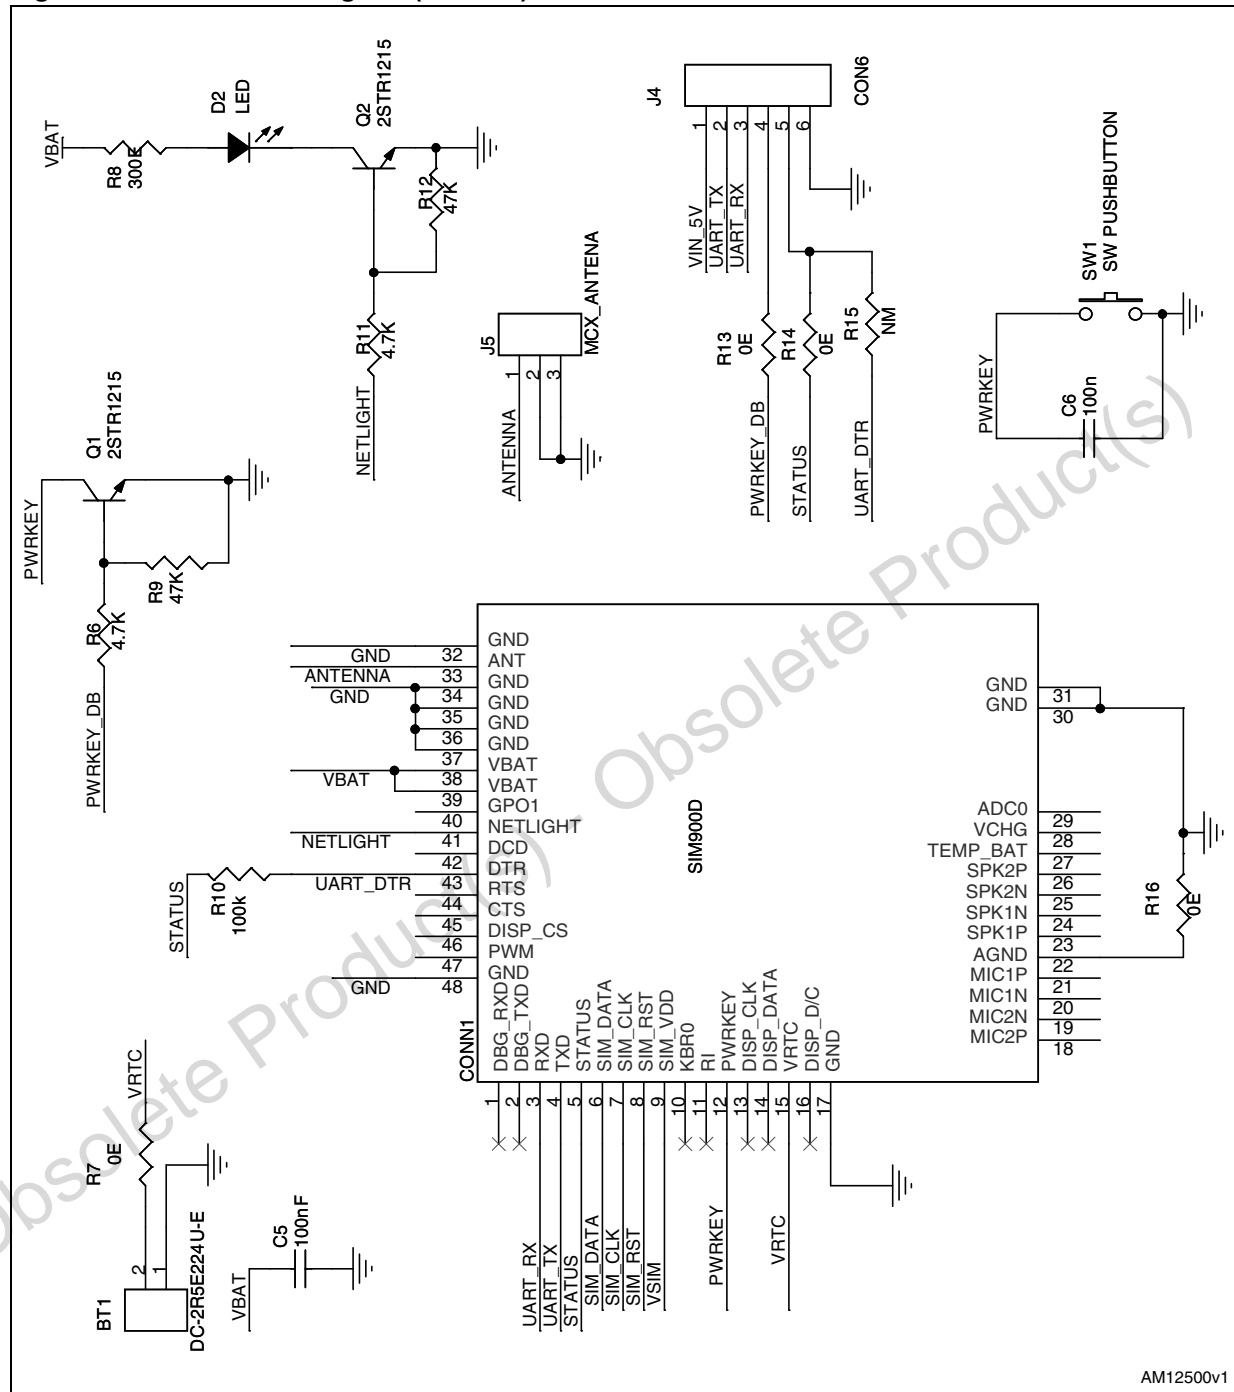 VBAT
R8
300E
D2
LED
Q2
2STR1215
R12
47K
R11
4.7K
NETLIGHT
J4
CON6
1
2
3
4
5
6
VIN_5V
UART_TX
UART_RX
R13
0E
R14
0E
R15
NM
PWRKEY_DB
STATUS
UART_DTR
SW1
SW PUSHBUTTON
PWRKEY
C6
100n
J5
MCX_ANTENA
1
2
3
ANTENNA
Q1
2STR1215
PWRKEY
R9
47K
R6
4.7K
PWRKEY_DB
GND
GND
32
ANT
ANTENNA
33
GND
GND
34
GND
35
GND
36
GND
37
VBAT
VBAT
38
VBAT
39
GPO1
40
NETLIGHT
NETLIGHT
41
DCD
42
DTR
UART_DTR
43
RTS
44
CTS
45
DISP_CS
46
PWM
47
GND
GND
48
STATUS
R10
100k
SIM900D
CONN1
GND
31
GND
30
ADC0
29
VCHG
28
TEMP_BAT
27
SPK2P
26
SPK2N
25
SPK1N
24
SPK1P
23
AGND
22
MIC1P
21
MIC1N
20
MIC2N
19
MIC2P
18
R16
0E
DBG_RXD
DBG_TXD
RXD
TXD
STATUS
SIM_DATA
SIM_CLK
SIM_RST
SIM_VDD
KBR0
RI
PWRKEY
DISP_CLK
DISP_DATA
VRTC
DISP_D/C
GND
1
2
3
4
5
6
7
8
9
10
11
12
13
14
15
16
17
UART_RX
UART_TX
STATUS
SIM_DATA
SIM_CLK
SIM_RST
VSIM
PWRKEY
VRTC
VRTC
R7
0E
2
1
BT1
DC-2R5E224U-E
VBAT
C5
100nF
Obsolete Product(s) - Obsolete Product(s)
AM12500v1